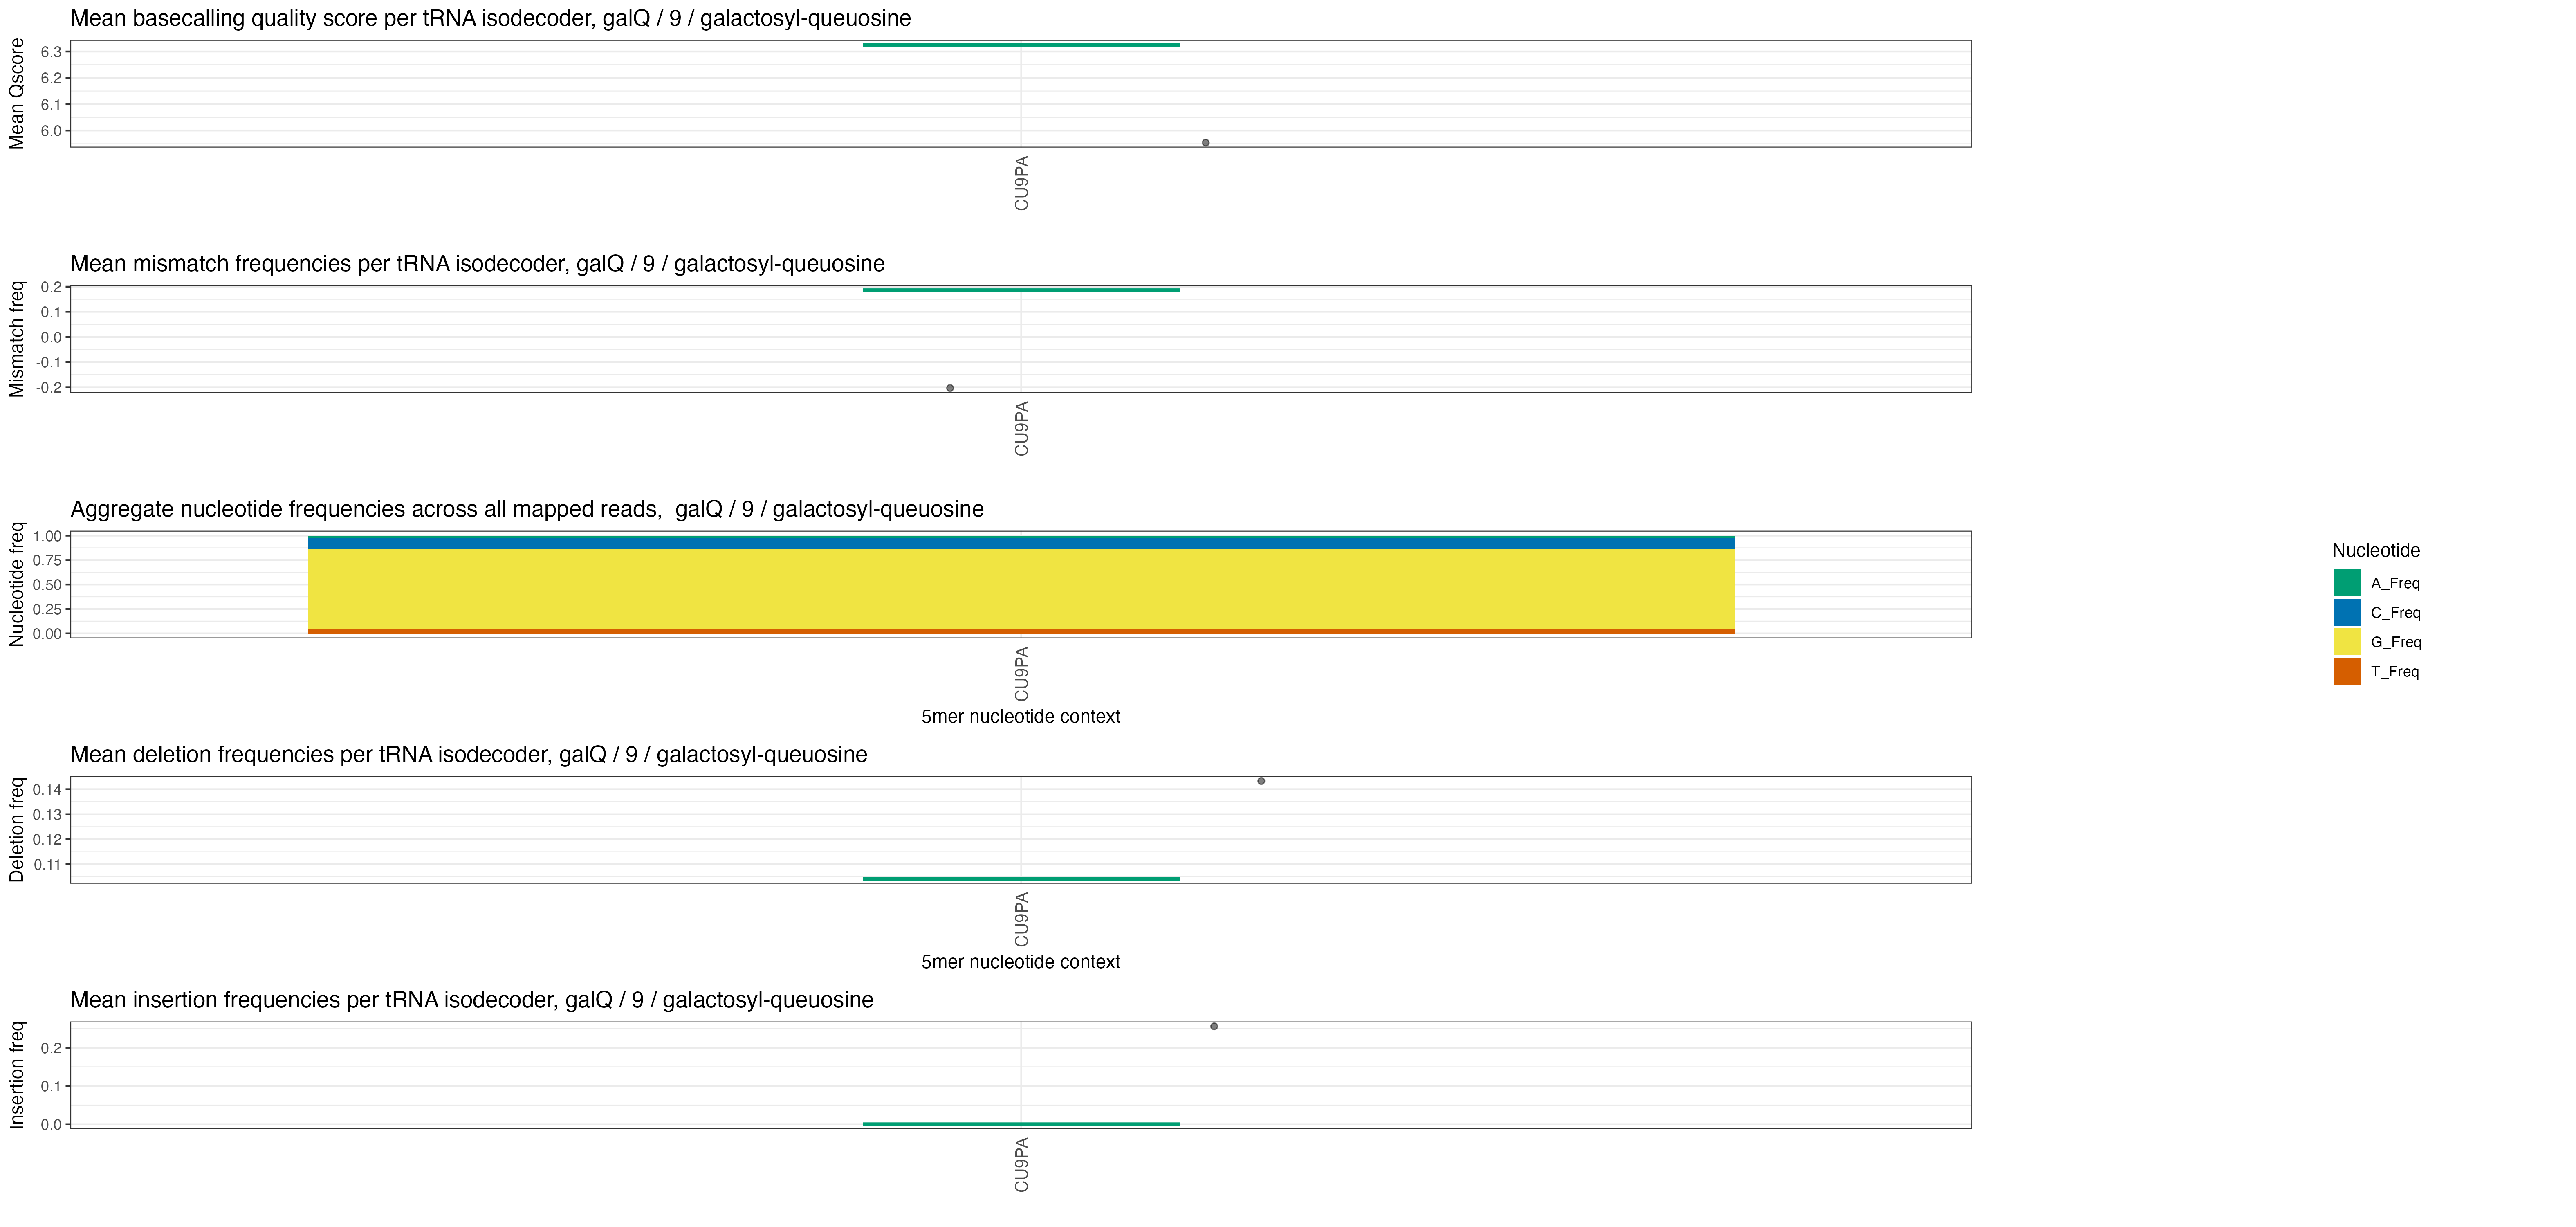 Mean basecalling quality score per tRNA isodecoder, galQ / 9 / galactosyl-queuosine
Mean Qscore
6.3
6.2
6.1
6.0
CU9PA
Mean mismatch frequencies per tRNA isodecoder, galQ / 9 / galactosyl-queuosine
Mismatch freq
0.2
0.1
0.0
-0.1
-0.2
CU9PA
Aggregate nucleotide frequencies across all mapped reads,  galQ / 9 / galactosyl-queuosine
Nucleotide freq
1.00
0.75
0.50
0.25
0.00
CU9PA
5mer nucleotide context
Nucleotide
A_Freq
C_Freq
G_Freq
T_Freq
Mean deletion frequencies per tRNA isodecoder, galQ / 9 / galactosyl-queuosine
Deletion freq
0.14
0.13
0.12
0.11
CU9PA
5mer nucleotide context
Mean insertion frequencies per tRNA isodecoder, galQ / 9 / galactosyl-queuosine
Insertion freq
0.2
0.1
0.0
CU9PA